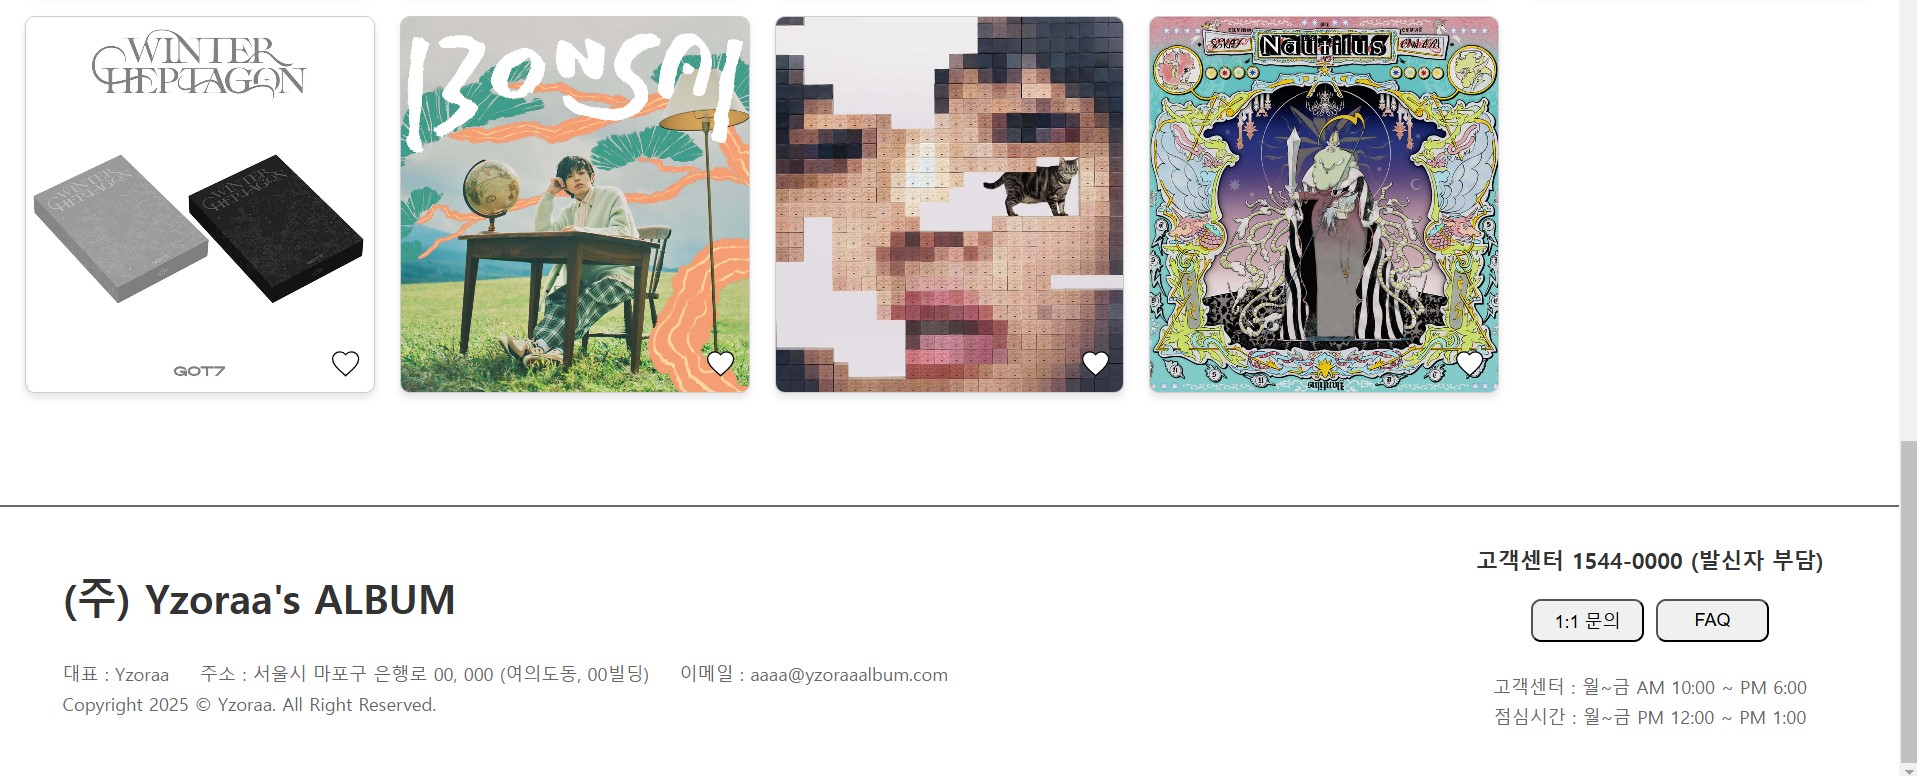 WINTER
HEPTAGON
WINTER
HEPTAGON
WINTER
HEPTAGON
GOT7
GOT7
GOT7
BONSAI
Nautilus
Nautilus
(주) Yzoraa's ALBUM
대표 : Yzoraa 주소 : 서울시 마포구 은행로 00, 000 (여의도동, 00빌딩) 이메일 : aaaa@yzoraaalbum.com
Copyright 2025 © Yzoraa. All Right Reserved.
고객센터 1544-0000 (발신자 부담)
1:1 문의 FAQ
고객센터 : 월~금 AM 10:00 ~ PM 6:00
점심시간 : 월~금 PM 12:00 ~ PM 1:00